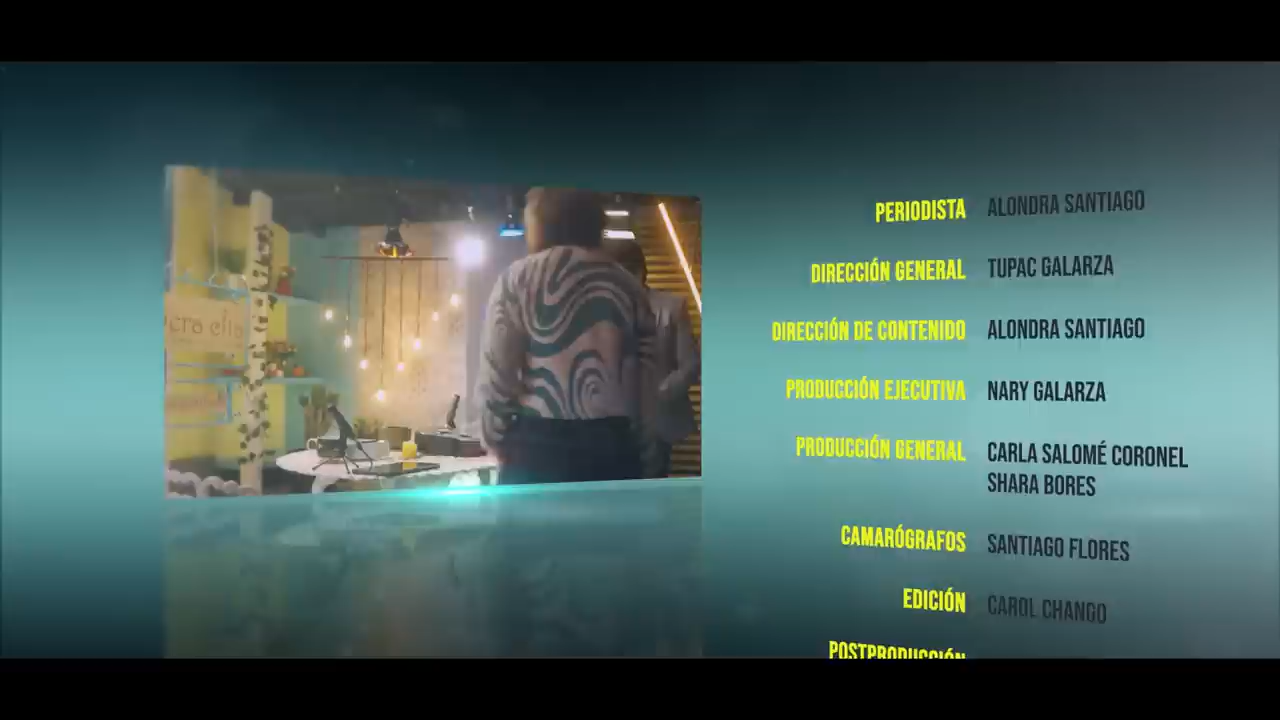 PERIODISTA ALONDRA SANTIAGO
DIRECCIÓN GENERAL TUPAC GALARZA
DIRECCIÓN DE CONTENIDO ALONDRA SANTIAGO
PRODUCCIÓN EJECUTIVA NARY GALARZA
PRODUCCIÓN GENERAL CARLA SALOMÉ CORONEL
SHARA BORES
CAMARÓGRAFOS SANTIAGO FLORES
EDICIÓN CAROL CHANGO
POSTPRODUCCIÓN